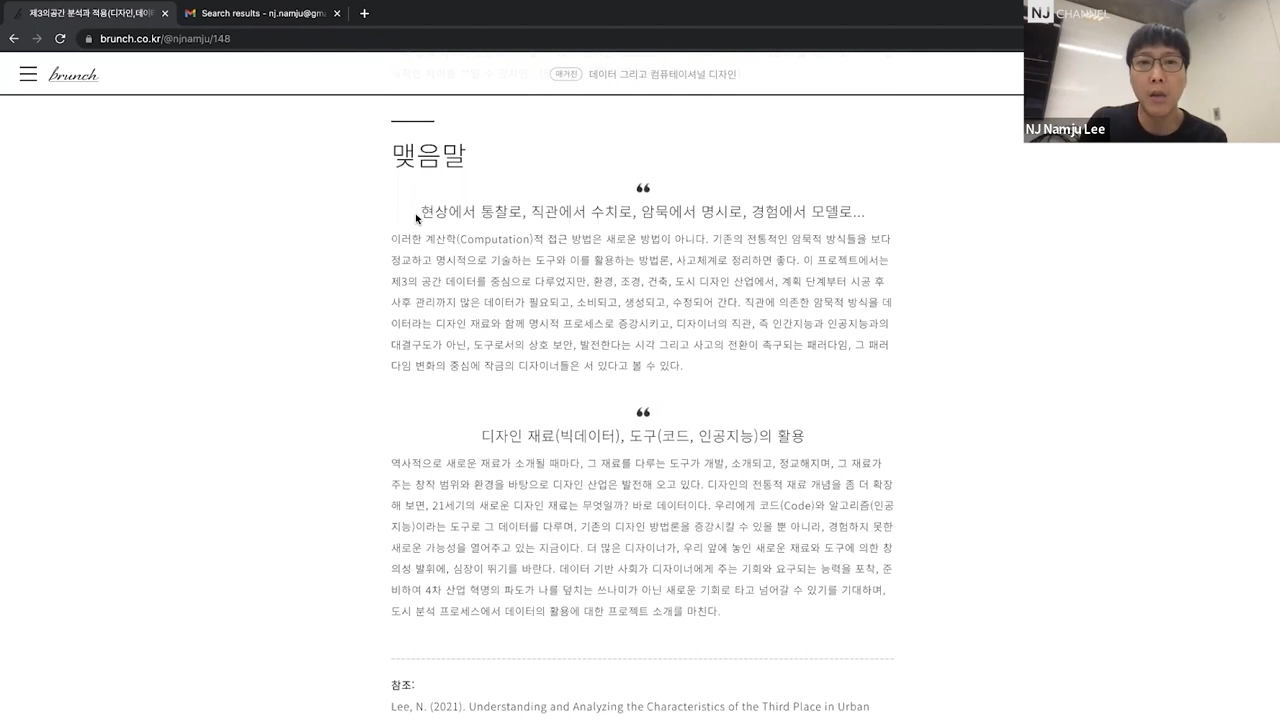 제3의공간 분석과 적용(디자인,데이터
Search results - nj.namju@gm
brunch.co.kr/@njnamju/148
brunch
매거진 데이터 그리고 컴퓨테이셔널 디자인
NJ CHANNEL
NJ Namju Lee
맺음말
❝
현상에서 통찰로, 직관에서 수치로, 암묵에서 명시로, 경험에서 모델로...
이러한 계산학(Computation)적 접근 방법은 새로운 방법이 아니다. 기존의 전통적인 암묵적 방식들을 보다
정교하고 명시적으로 기술하는 도구와 이를 활용하는 방법론, 사고체계로 정리하면 좋다. 이 프로젝트에서는
제3의 공간 데이터를 중심으로 다루었지만, 환경, 조경, 건축, 도시 디자인 산업에서, 계획 단계부터 시공 후
사후 관리까지 많은 데이터가 필요되고, 소비되고, 생성되고, 수정되어 간다. 직관에 의존한 암묵적 방식을 데
이터라는 디자인 재료와 함께 명시적 프로세스로 증강시키고, 디자이너의 직관, 즉 인간지능과 인공지능과의
대결구도가 아닌, 도구로서의 상호 보안, 발전한다는 시각 그리고 사고의 전환이 촉구되는 패러다임, 그 패러
다임 변화의 중심에 작금의 디자이너들은 서 있다고 볼 수 있다.
❝
디자인 재료(빅데이터), 도구(코드, 인공지능)의 활용
역사적으로 새로운 재료가 소개될 때마다, 그 재료를 다루는 도구가 개발, 소개되고, 정교해지며, 그 재료가
주는 창작 범위와 환경을 바탕으로 디자인 산업은 발전해 오고 있다. 디자인의 전통적 재료 개념을 좀 더 확장
해 보면, 21세기의 새로운 디자인 재료는 무엇일까? 바로 데이터이다. 우리에게 코드(Code)와 알고리즘(인공
지능)이라는 도구로 그 데이터를 다루며, 기존의 디자인 방법론을 증강시킬 수 있을 뿐 아니라, 경험하지 못한
새로운 가능성을 열어주고 있는 지금이다. 더 많은 디자이너가, 우리 앞에 놓인 새로운 재료와 도구에 의한 창
의성 발휘에, 심장이 뛰기를 바란다. 데이터 기반 사회가 디자이너에게 주는 기회와 요구되는 능력을 포착, 준
비하여 4차 산업 혁명의 파도가 나를 덮치는 쓰나미가 아닌 새로운 기회로 타고 넘어갈 수 있기를 기대하며,
도시 분석 프로세스에서 데이터의 활용에 대한 프로젝트 소개를 마친다.
참조:
Lee, N. (2021). Understanding and Analyzing the Characteristics of the Third Place in Urban